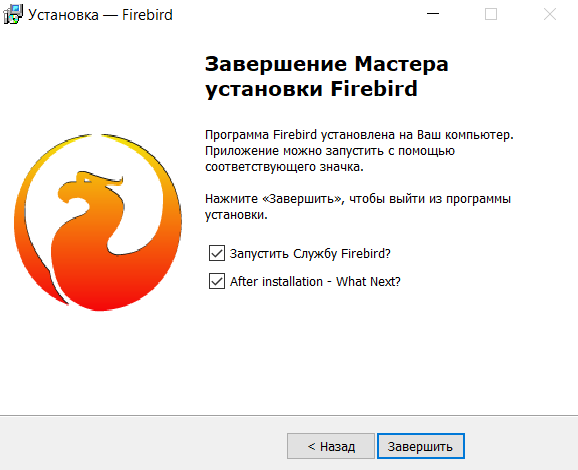 Установка — Firebird
Завершение Мастера
установки Firebird
Программа Firebird установлена на Ваш компьютер.
Приложение можно запустить с помощью
соответствующего значка.
Нажмите «Завершить», чтобы выйти из программы
установки.
Запустить Службу Firebird?
After installation - What Next?
< Назад
Завершить